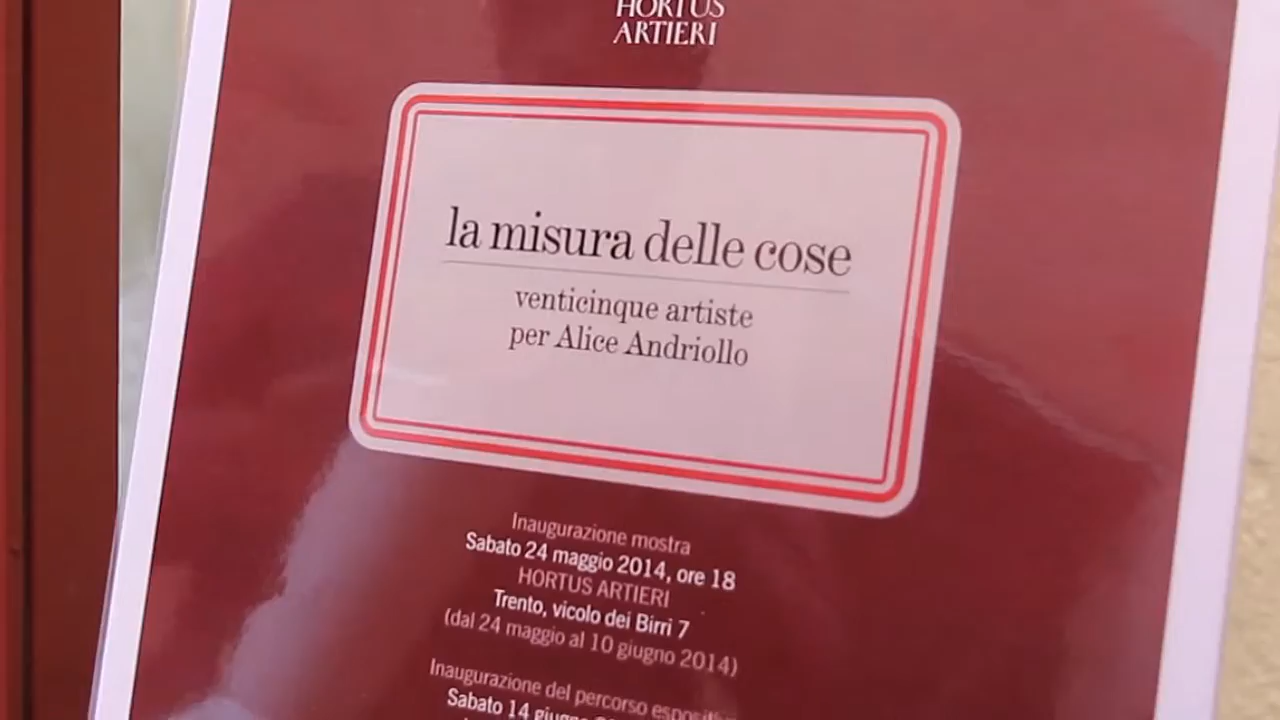 HORTUS
ARTIERI
la misura delle cose
venticinque artiste
per Alice Andriollo
Inaugurazione mostra
Sabato 24 maggio 2014, ore 18
HORTUS ARTIERI
Trento, vicolo dei Birri 7
(dal 24 maggio al 10 giugno 2014)
Inaugurazione del percorso
Sabato 14